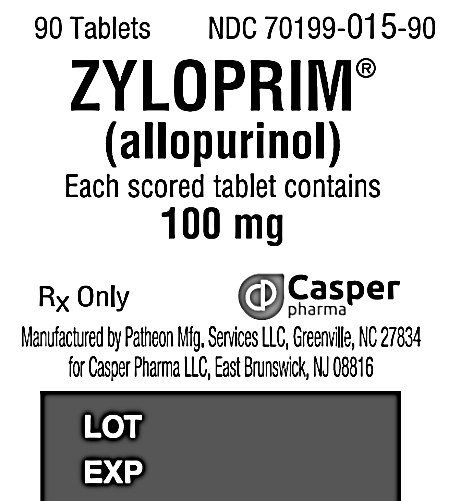 90 Tablets NDC 70199-015-90
ZYLOPRIM®
(allopurinol)
Each scored tablet contains
100 mg
Rx Only
Casper
pharma
Manufactured by Patheon Mfg. Services LLC, Greenville, NC 27834
for Casper Pharma LLC, East Brunswick, NJ 08816
LOT
EXP